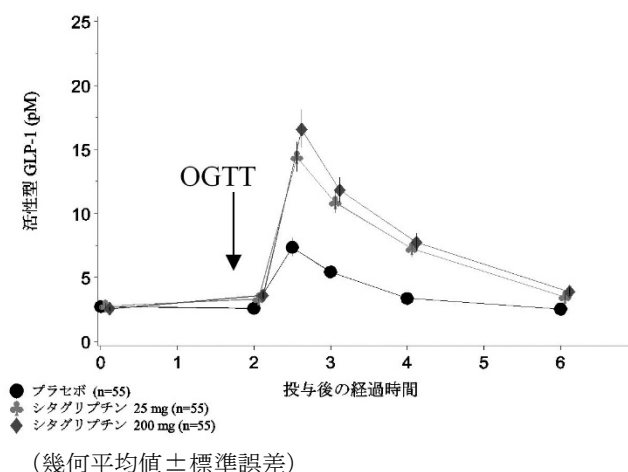 25
20
15
10
5
0
活性型 GLP-1 (pM)
OGTT
0 1 2 3 4 5 6
投与後の経過時間
プラセボ (n=55)
シタグリプチン 25 mg (n=55)
シタグリプチン 200 mg (n=55)
(幾何平均値±標準誤差)